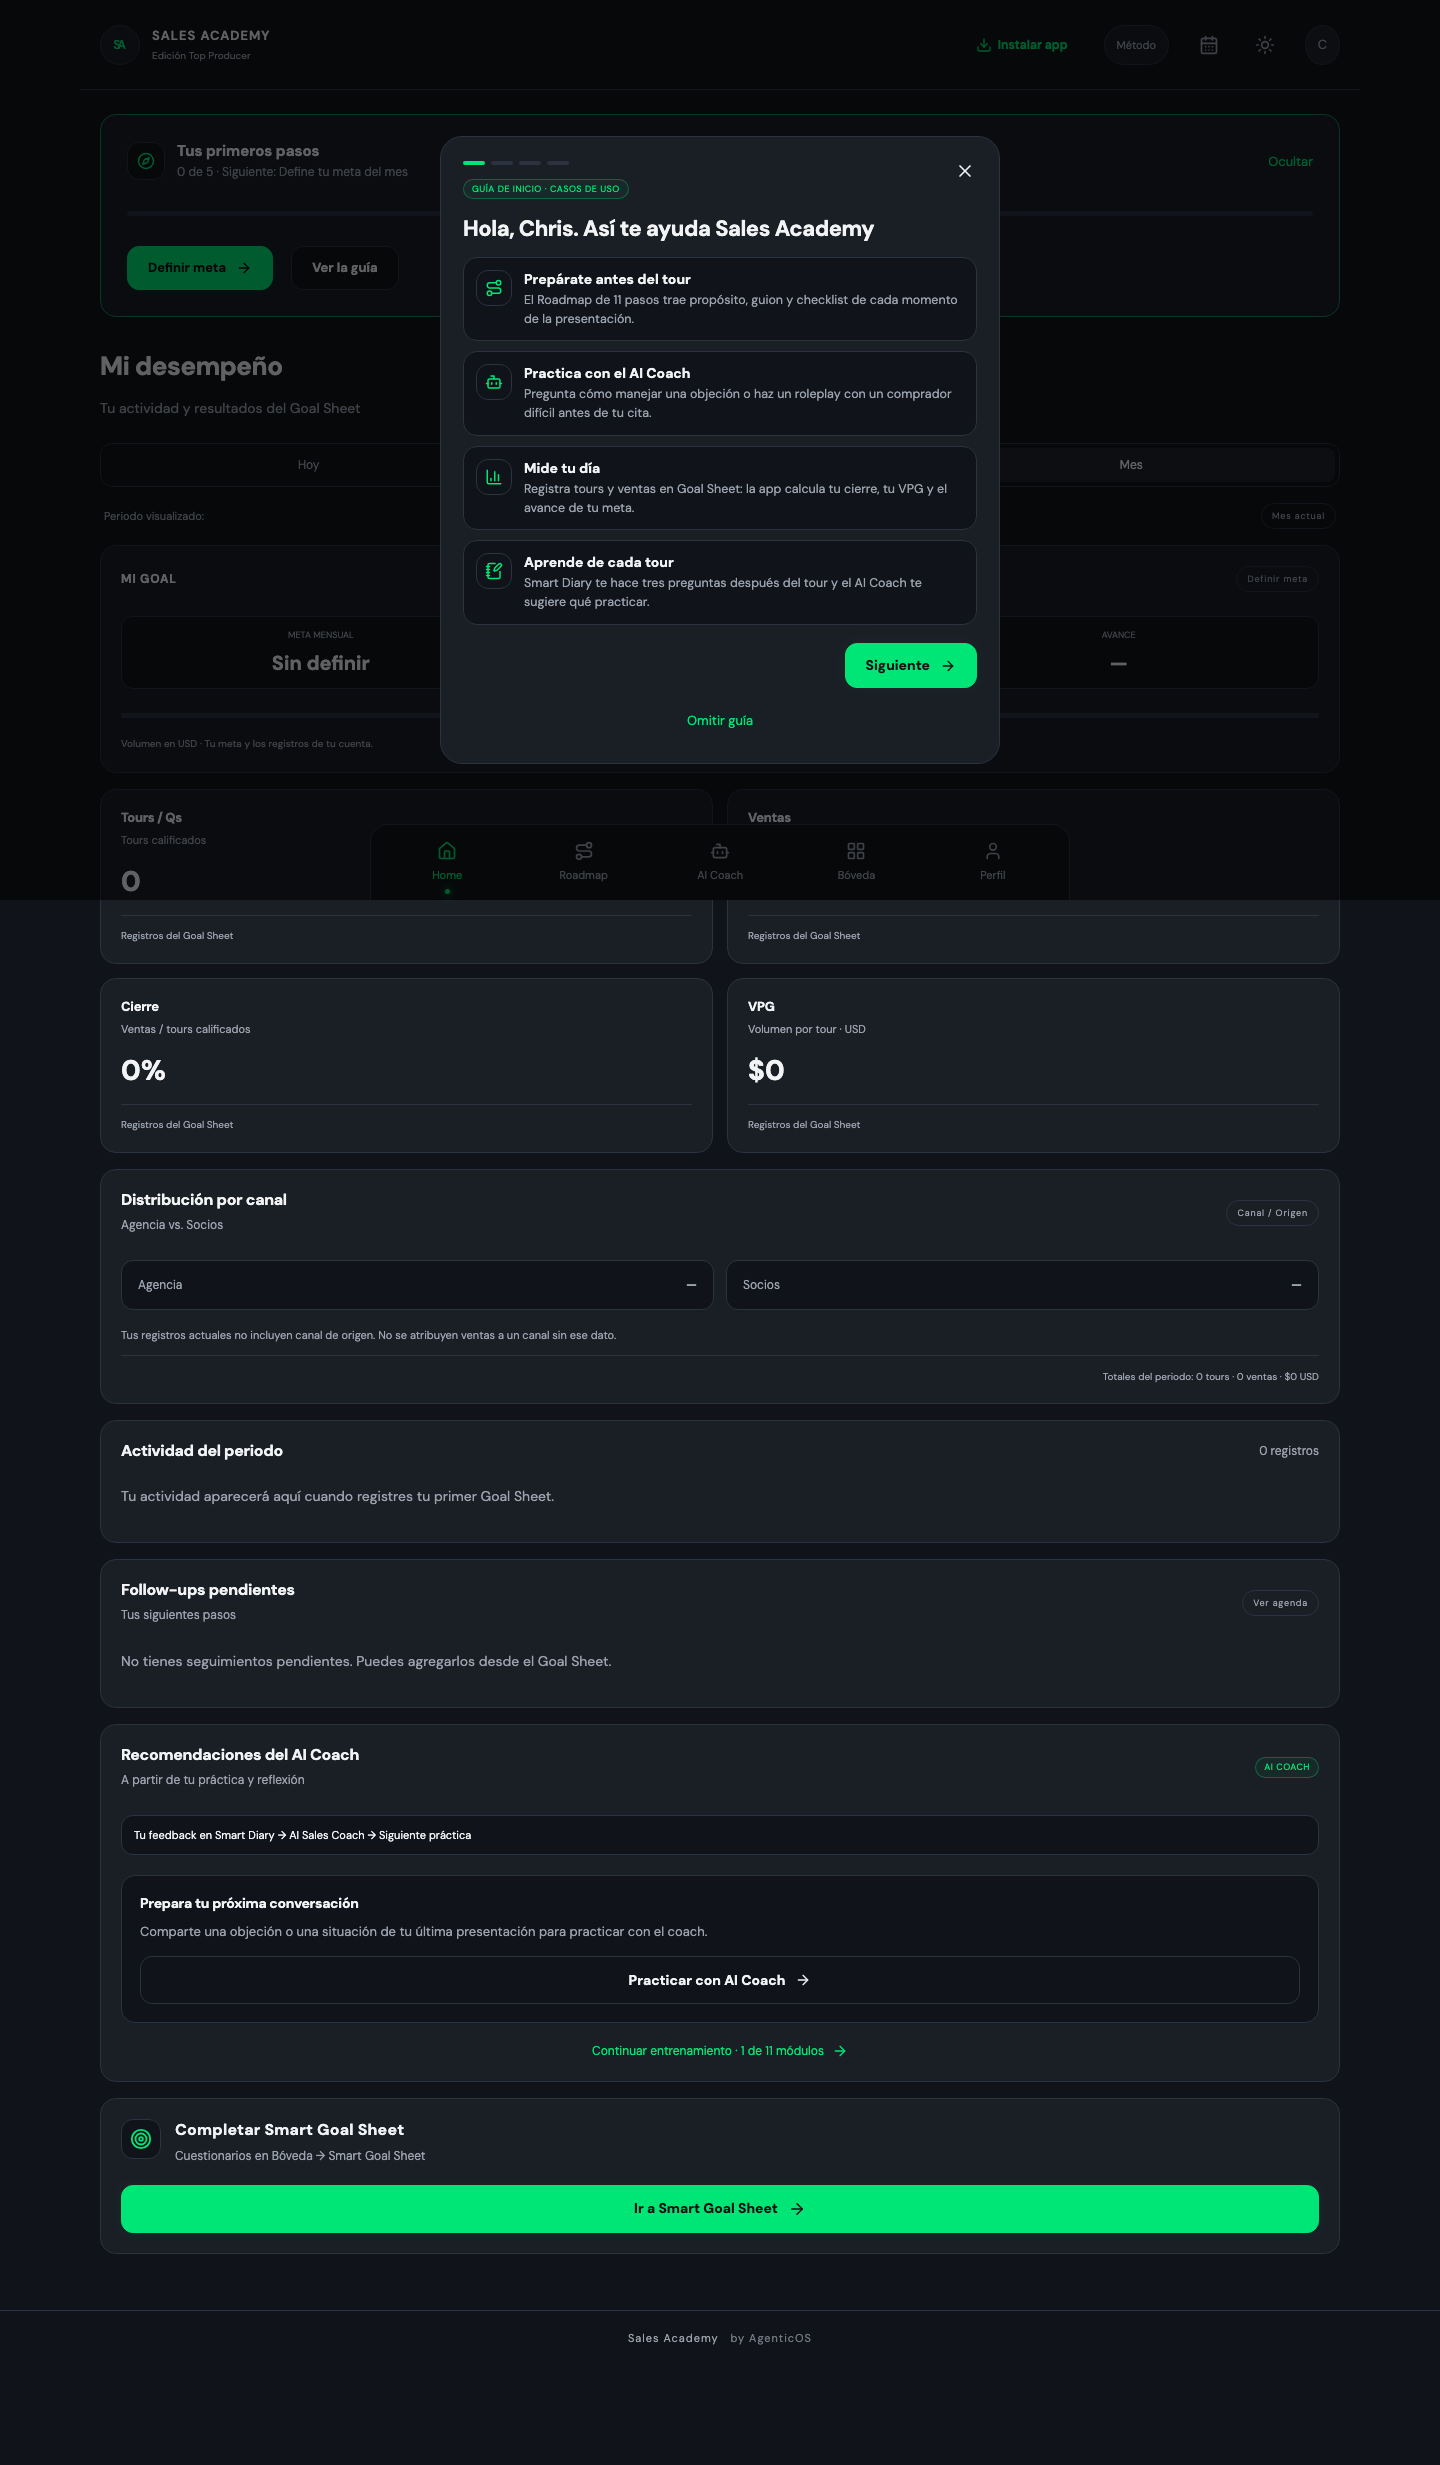 SA
SALES ACADEMY
Edición Top Producer
Instalar app
Método
C
Tus primeros pasos
0 de 5 · Siguiente: Define tu meta del mes
Ocultar
Definir meta
Ver la guía
GUÍA DE INICIO · CASOS DE USO
Hola, Chris. Así te ayuda Sales Academy
Prepárate antes del tour
El Roadmap de 11 pasos trae propósito, guion y checklist de cada momento
de la presentación.
Practica con el AI Coach
Pregunta cómo manejar una objeción o haz un roleplay con un comprador
difícil antes de tu cita.
Mide tu día
Registra tours y ventas en Goal Sheet: la app calcula tu cierre, tu VPG y el
avance de tu meta.
Aprende de cada tour
Smart Diary te hace tres preguntas después del tour y el AI Coach te
sugiere qué practicar.
Siguiente
Omitir guía
Mi desempeño
Tu actividad y resultados del Goal Sheet
Hoy
Mes
Periodo visualizado:
Mes actual
MI GOAL
Definir meta
META MENSUAL
Sin definir
AVANCE
—
Volumen en USD · Tu meta y los registros de tu cuenta.
Tours / Qs
Tours calificados
0
Registros del Goal Sheet
Ventas
Registros del Goal Sheet
Home
Roadmap
AI Coach
Bóveda
Perfil
Cierre
Ventas / tours calificados
0%
Registros del Goal Sheet
VPG
Volumen por tour · USD
$0
Registros del Goal Sheet
Distribución por canal
Agencia vs. Socios
Canal / Origen
Agencia —
Socios —
Tus registros actuales no incluyen canal de origen. No se atribuyen ventas a un canal sin ese dato.
Totales del periodo: 0 tours · 0 ventas · $0 USD
Actividad del periodo
0 registros
Tu actividad aparecerá aquí cuando registres tu primer Goal Sheet.
Follow-ups pendientes
Tus siguientes pasos
Ver agenda
No tienes seguimientos pendientes. Puedes agregarlos desde el Goal Sheet.
Recomendaciones del AI Coach
A partir de tu práctica y reflexión
AI COACH
Tu feedback en Smart Diary → AI Sales Coach → Siguiente práctica
Prepara tu próxima conversación
Comparte una objeción o una situación de tu última presentación para practicar con el coach.
Practicar con AI Coach →
Continuar entrenamiento · 1 de 11 módulos →
Completar Smart Goal Sheet
Cuestionarios en Bóveda → Smart Goal Sheet
Ir a Smart Goal Sheet →
Sales Academy by AgenticOS